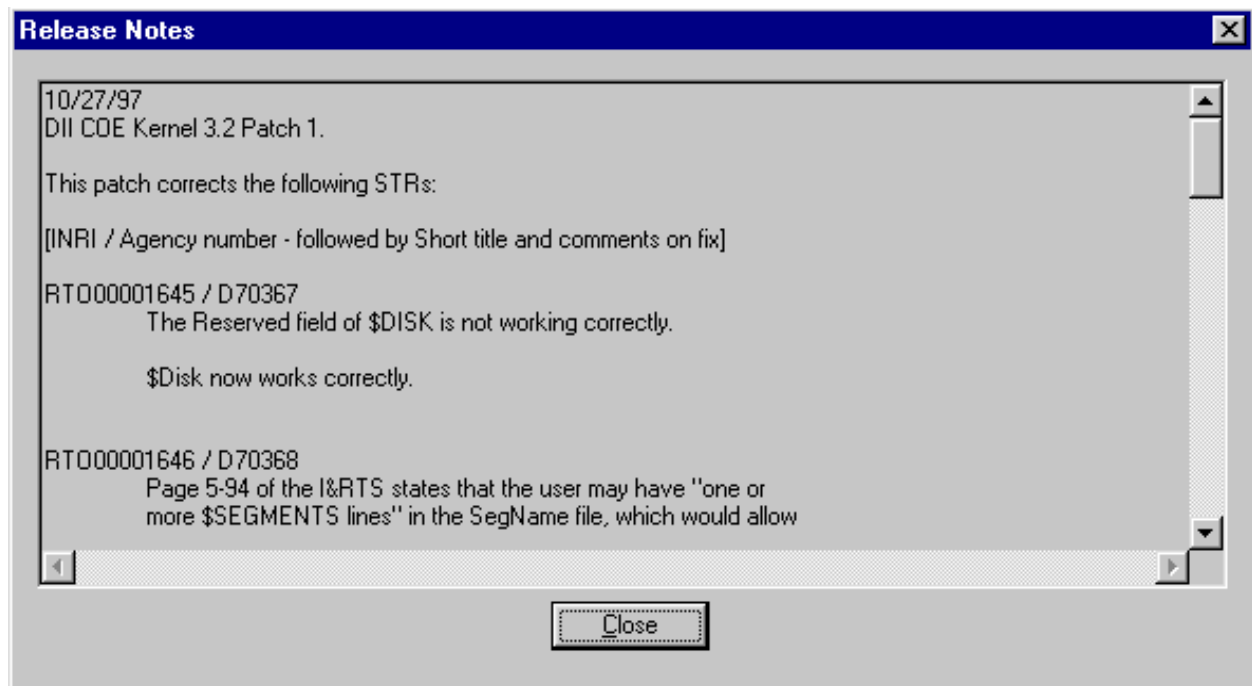 Release Notes
10/27/97
DII COE Kernel 3.2 Patch 1.
This patch corrects the following STRs:
[INRI / Agency number - followed by Short title and comments on fix]
RTO00001645 / D70367
The Reserved field of $DISK is not working correctly.
$Disk now works correctly.
RTO00001646 / D70368
Page 5-94 of the I&RTS states that the user may have "one or
more $SEGMENTS lines" in the SegName file, which would allow
Close